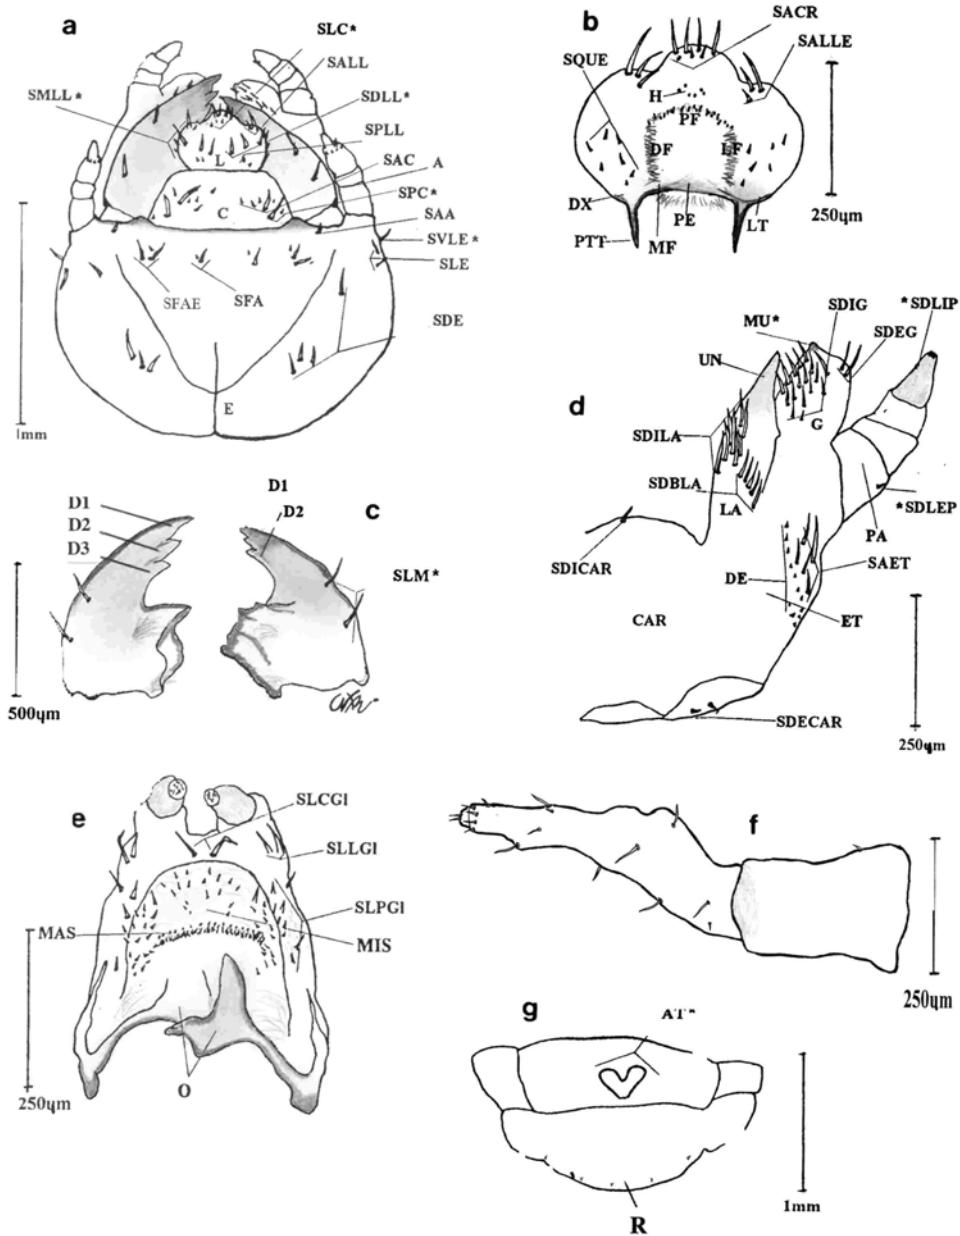 a
SLC*
SALL
SMLL*
SDLL*
SPLL
L
SAC
A
SPC*
C
SAA
SVLE*
SLE
SFAE
SFA
SDE
E
1mm
b
SACR
SQUE
SALLE
H
PF
DF
LF
DX
PE
LT
PTT
MF
250µm
D1
D2
D3
D1
D2
c
SLM*
500µm
d
MU*
SDIG
*SDLIP
SDEG
UN
G
SDILA
SDBLA
LA
*SDLEP
PA
SDICAR
SAET
DE
CAR
ET
SDECAR
250µm
e
SLCGl
SLLGl
SLPGl
MAS
MIS
O
250µm
f
250µm
g
AT*
R
1mm